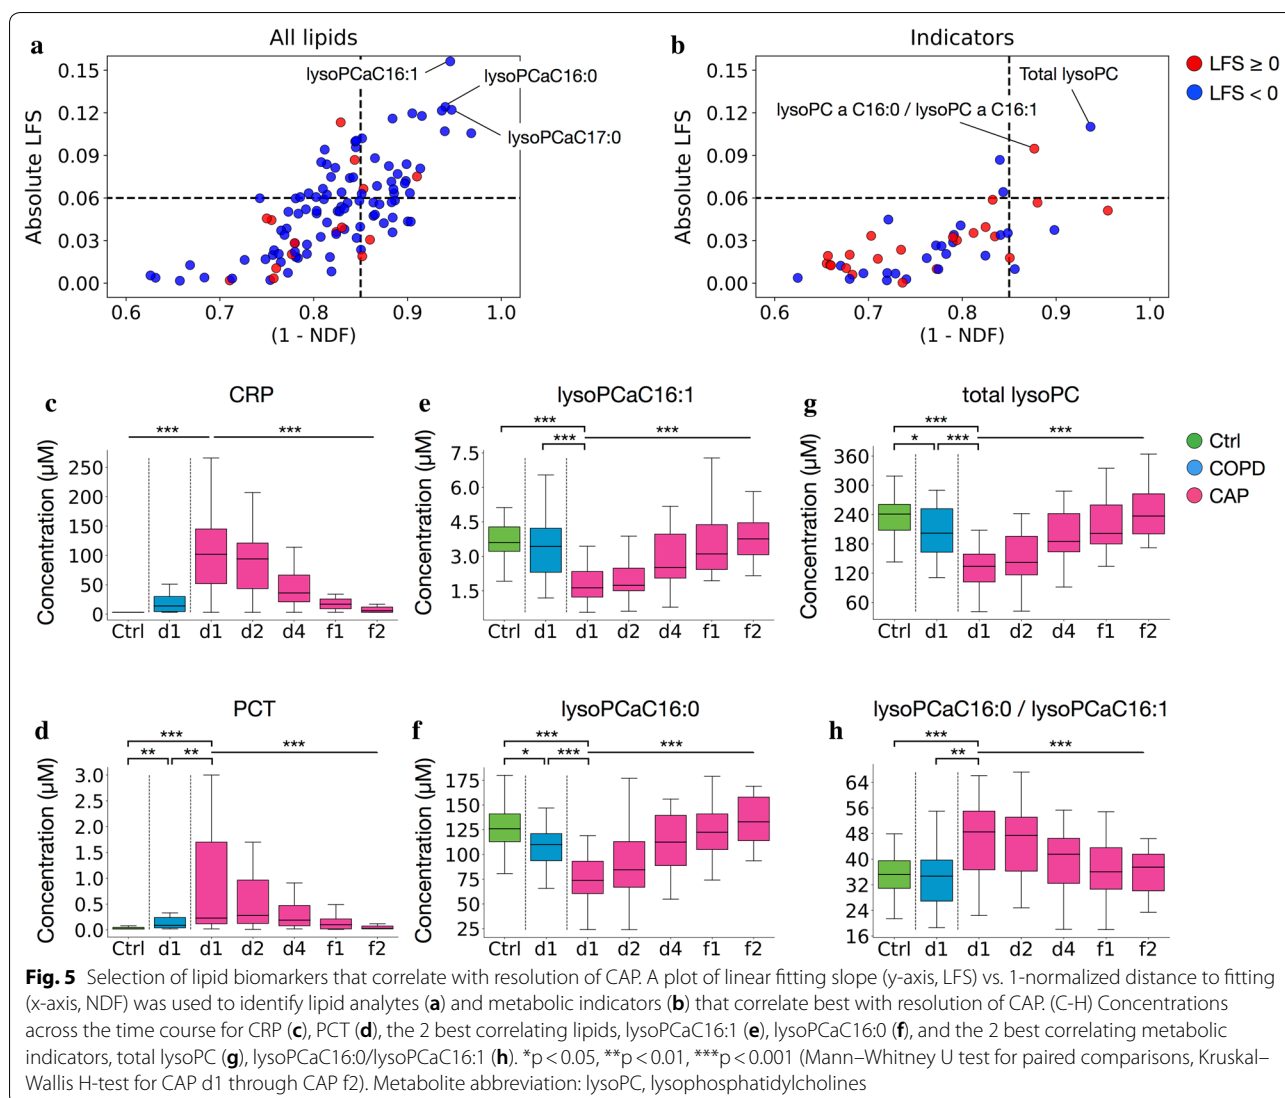 a
All lipids
Absolute LFS
0.15
0.12
0.09
0.06
0.03
0.00
lysoPCaC16:1
lysoPCaC16:0
lysoPCaC17:0
0.6 0.7 0.8 0.9 1.0
(1 - NDF)
b
Indicators
Absolute LFS
0.15
0.12
0.09
0.06
0.03
0.00
Total lysoPC
lysoPC a C16:0 / lysoPC a C16:1
0.6 0.7 0.8 0.9 1.0
(1 - NDF)
LFS ≥ 0
LFS < 0
c
CRP
*** ***
Concentration (µM)
250
200
150
100
50
0
Ctrl d1 d1 d2 d4 f1 f2
e
lysoPCaC16:1
***
*** ***
Concentration (µM)
7.5
6.0
4.5
3.0
1.5
Ctrl d1 d1 d2 d4 f1 f2
g
total lysoPC
***
* *** ***
Concentration (µM)
360
300
240
180
120
60
Ctrl d1 d1 d2 d4 f1 f2
Ctrl
COPD
CAP
d
PCT
***
** ** ***
Concentration (µM)
3.0
2.5
2.0
1.5
1.0
0.5
0.0
Ctrl d1 d1 d2 d4 f1 f2
f
lysoPCaC16:0
***
* *** ***
Concentration (µM)
175
150
125
100
75
50
25
Ctrl d1 d1 d2 d4 f1 f2
h
lysoPCaC16:0 / lysoPCaC16:1
***
** ***
Concentration (µM)
64
56
48
40
32
24
16
Ctrl d1 d1 d2 d4 f1 f2
Fig. 5 Selection of lipid biomarkers that correlate with resolution of CAP. A plot of linear fitting slope (y-axis, LFS) vs. 1-normalized distance to fitting
(x-axis, NDF) was used to identify lipid analytes (a) and metabolic indicators (b) that correlate best with resolution of CAP. (C-H) Concentrations
across the time course for CRP (c), PCT (d), the 2 best correlating lipids, lysoPCaC16:1 (e), lysoPCaC16:0 (f), and the 2 best correlating metabolic
indicators, total lysoPC (g), lysoPCaC16:0/lysoPCaC16:1 (h). *p < 0.05, **p < 0.01, ***p < 0.001 (Mann–Whitney U test for paired comparisons, Kruskal–
Wallis H-test for CAP d1 through CAP f2). Metabolite abbreviation: lysoPC, lysophosphatidylcholines